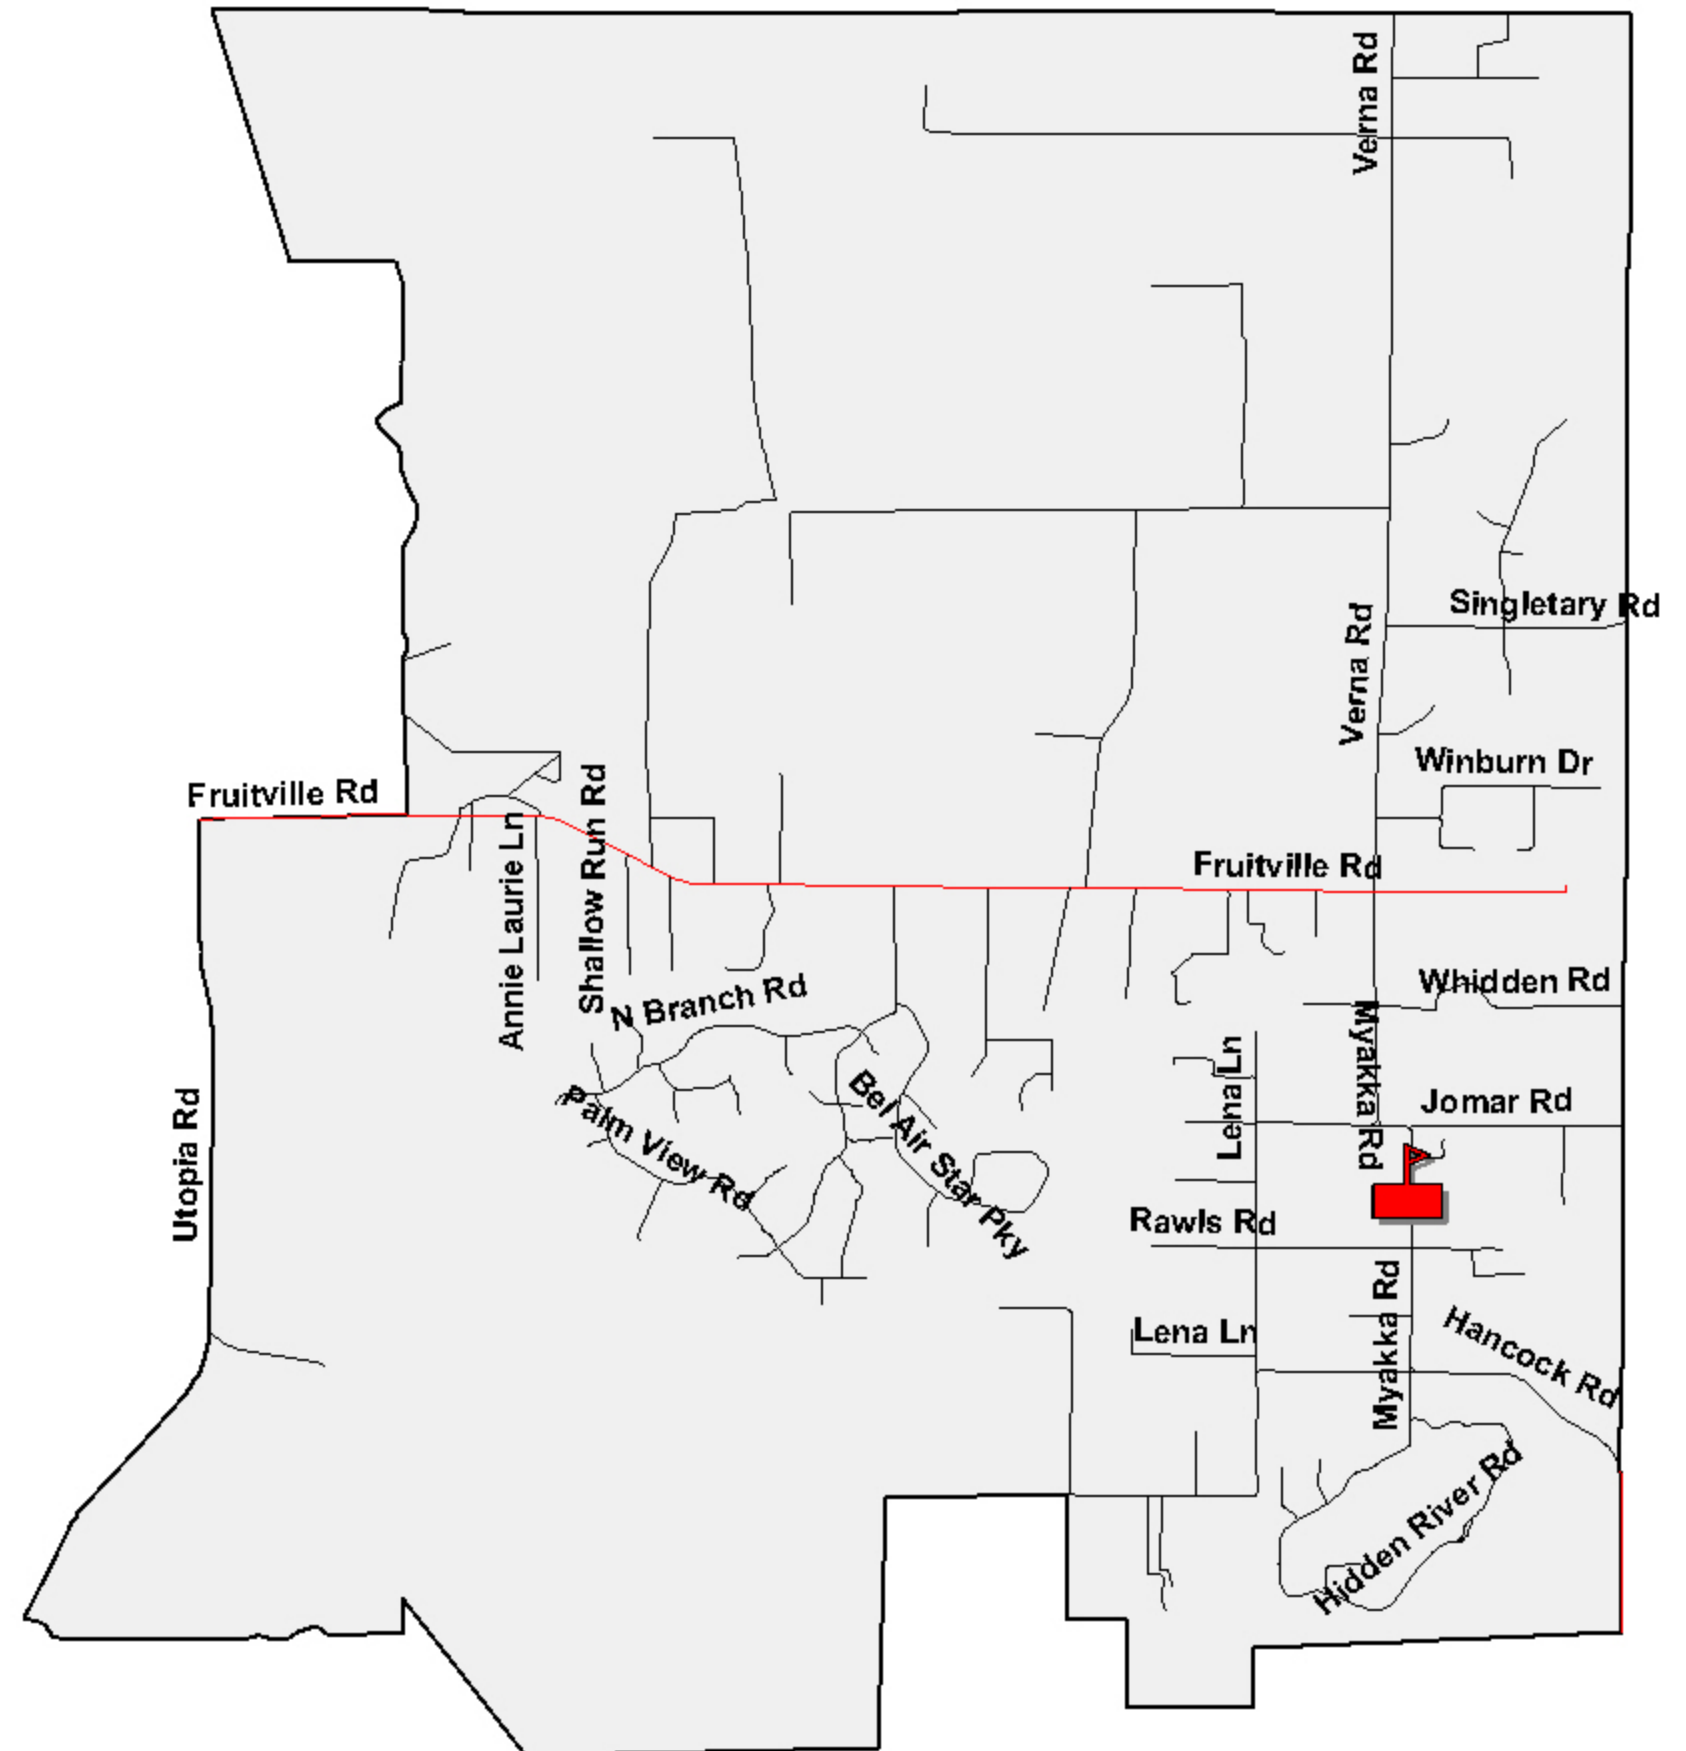 Verna Rd
Singletary Rd
Verna Rd
Winburn Dr
Fruitville Rd
Shallow Run Rd
Annie Laurie Ln
Fruitville Rd
Whidden Rd
N Branch Rd
Myakka Rd
Lena Ln
Bel Air Star Pky
Palm View Rd
Jomar Rd
Utopia Rd
Rawls Rd
Myakka Rd
Lena Ln
Hancock Rd
Hidden River Rd